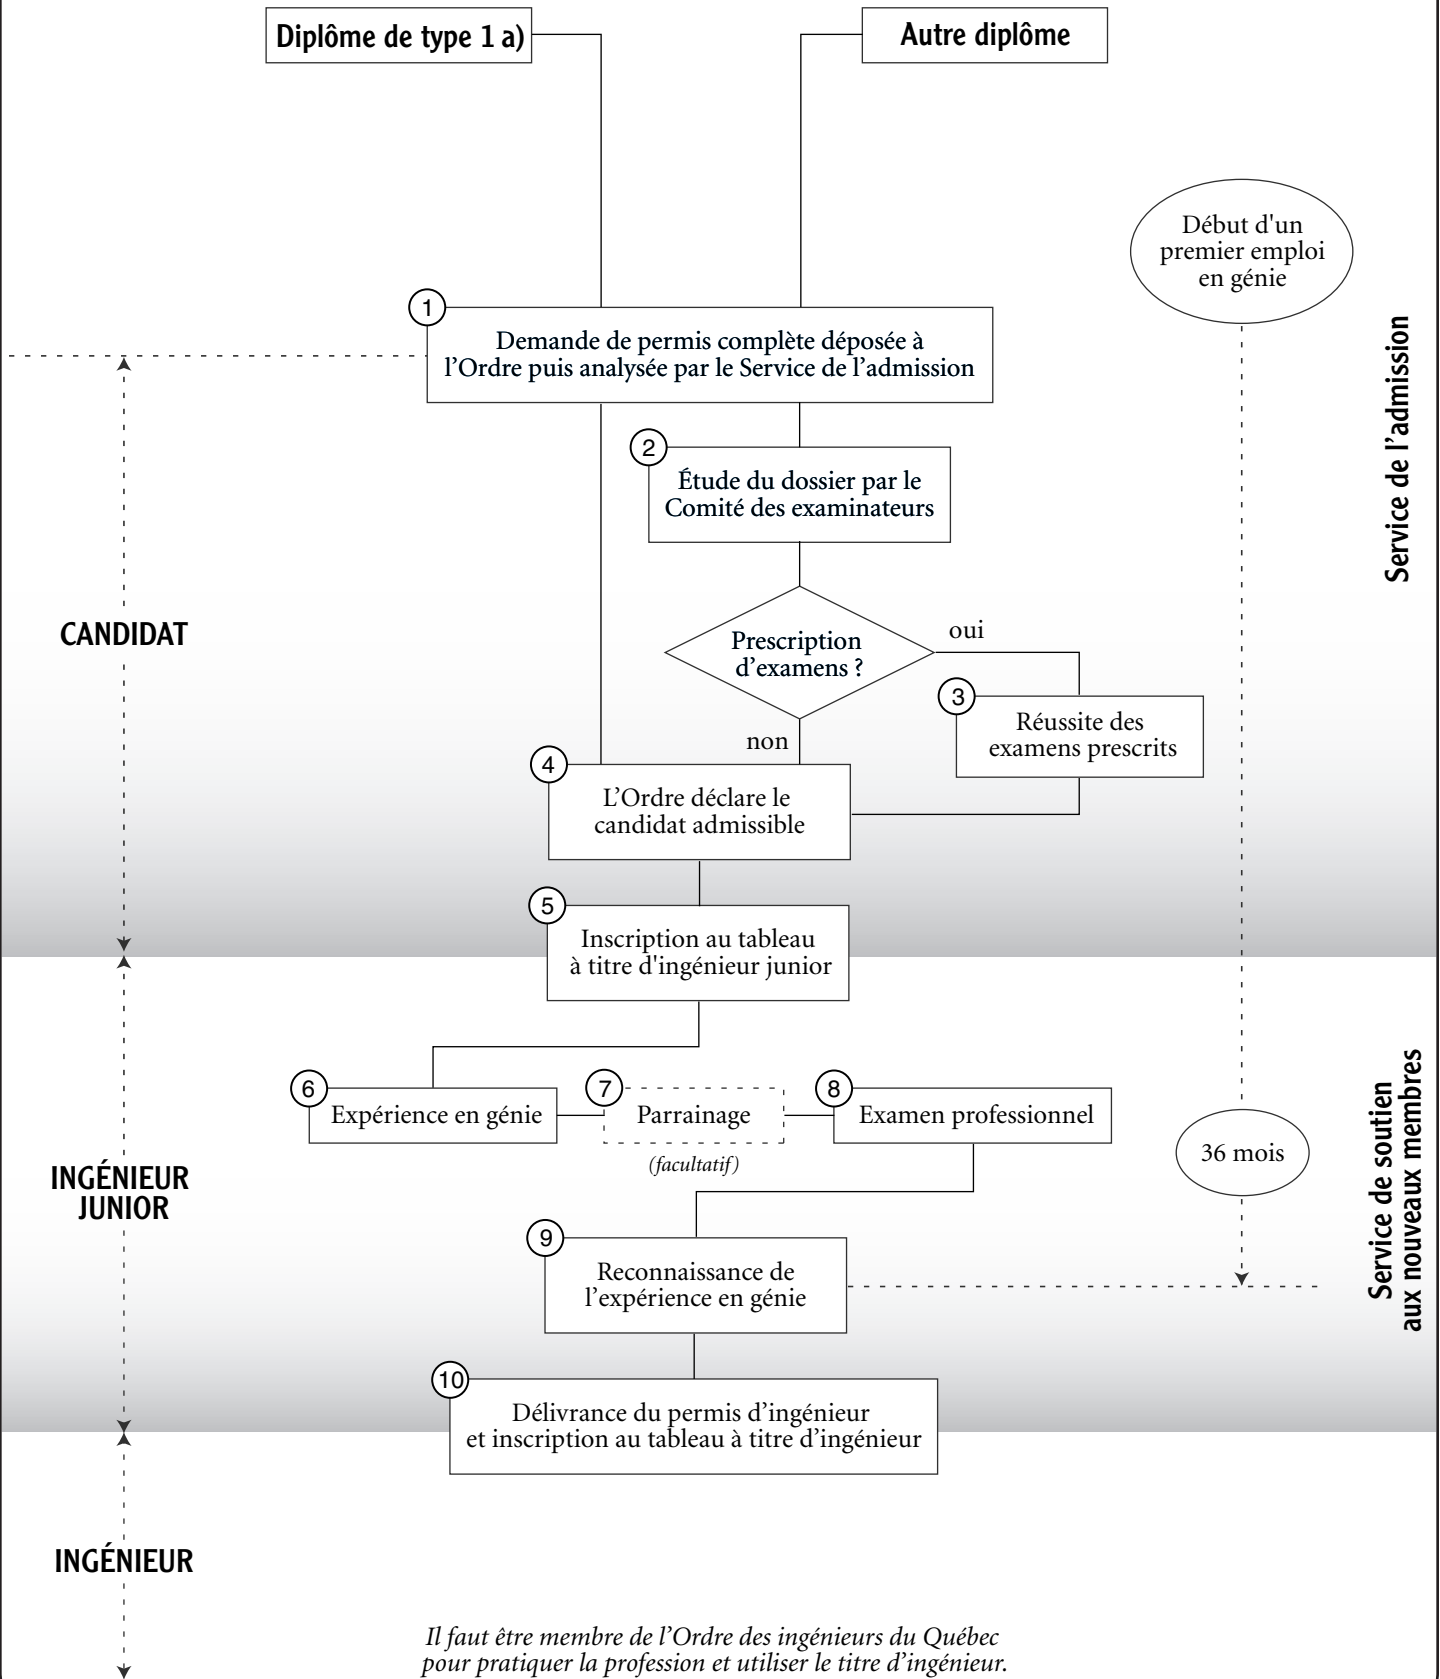 Diplôme de type 1 a)
Autre diplôme
Début d'un
premier emploi
en génie
1
Demande de permis complète déposée à
l’Ordre puis analysée par le Service de l’admission
Service de l’admission
2
Étude du dossier par le
Comité des examinateurs
CANDIDAT
Prescription
d’examens ?
oui
non
3
Réussite des
examens prescrits
4
L’Ordre déclare le
candidat admissible
5
Inscription au tableau
à titre d'ingénieur junior
6
Expérience en génie
7
Parrainage
(facultatif)
8
Examen professionnel
36 mois
INGÉNIEUR
JUNIOR
Service de soutien
aux nouveaux membres
9
Reconnaissance de
l’expérience en génie
10
Délivrance du permis d’ingénieur
et inscription au tableau à titre d’ingénieur
INGÉNIEUR
Il faut être membre de l’Ordre des ingénieurs du Québec
pour pratiquer la profession et utiliser le titre d’ingénieur.